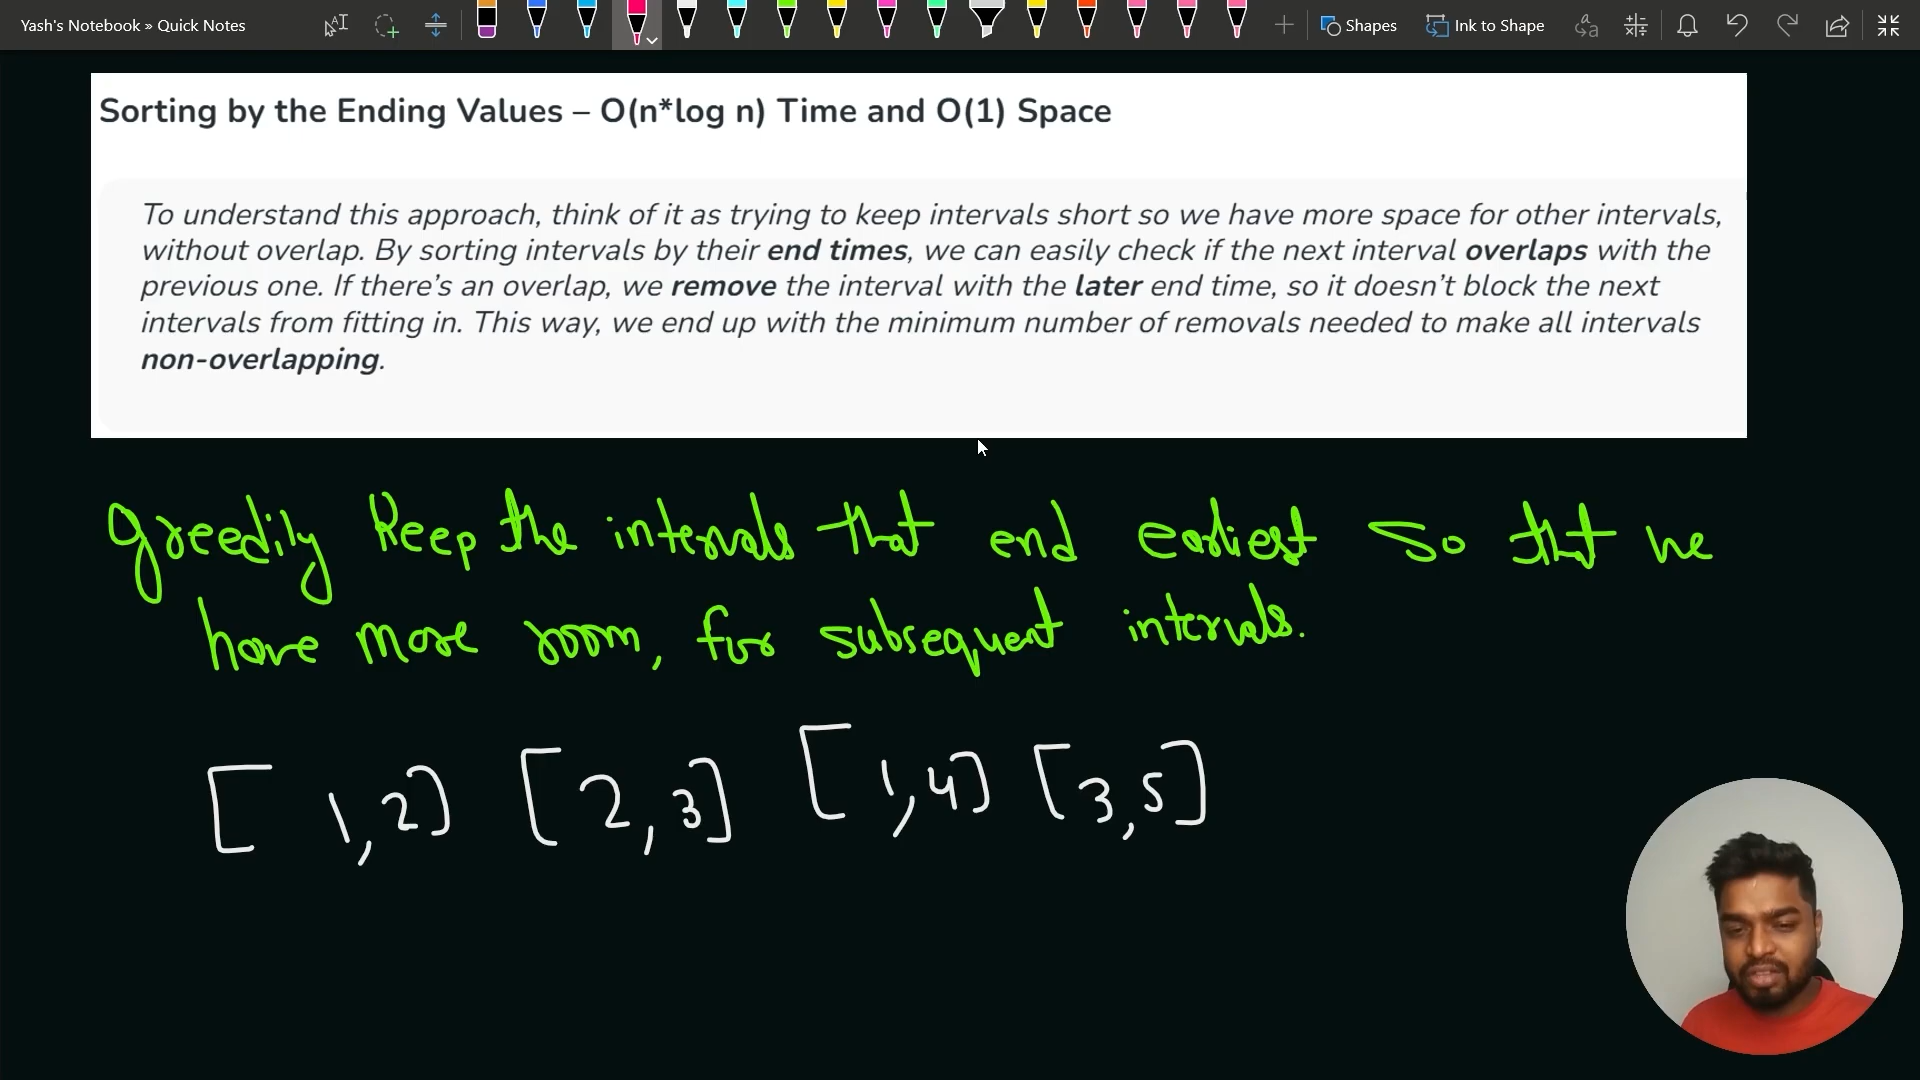 Yash's Notebook » Quick Notes
Shapes
Ink to Shape
Sorting by the Ending Values – O(n*log n) Time and O(1) Space
To understand this approach, think of it as trying to keep intervals short so we have more space for other intervals,
without overlap. By sorting intervals by their end times, we can easily check if the next interval overlaps with the
previous one. If there's an overlap, we remove the interval with the later end time, so it doesn't block the next
intervals from fitting in. This way, we end up with the minimum number of removals needed to make all intervals
non-overlapping.
Greedily keep the intervals that end earliest so that we
have more room, for subsequent intervals.
[ 1,2] [2,3] [1,4] [3,5]